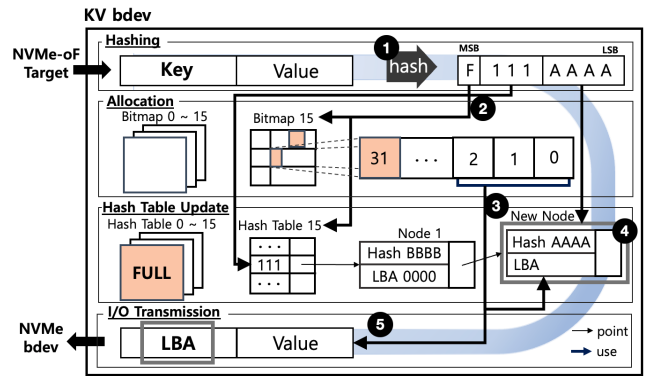 KV bdev
NVMe-oF
Target
Hashing
Key
Value
1
hash
MSB
LSB
F
1 1 1
A A A A
Allocation
Bitmap 0 ~ 15
Bitmap 15
2
31
· · ·
2
1
0
Hash Table Update
Hash Table 0 ~ 15
FULL
Hash Table 15
· · ·
111
· · ·
Node 1
Hash BBBB
LBA 0000
3
New Node
4
Hash AAAA
LBA
I/O Transmission
NVMe
bdev
LBA
Value
5
point
use